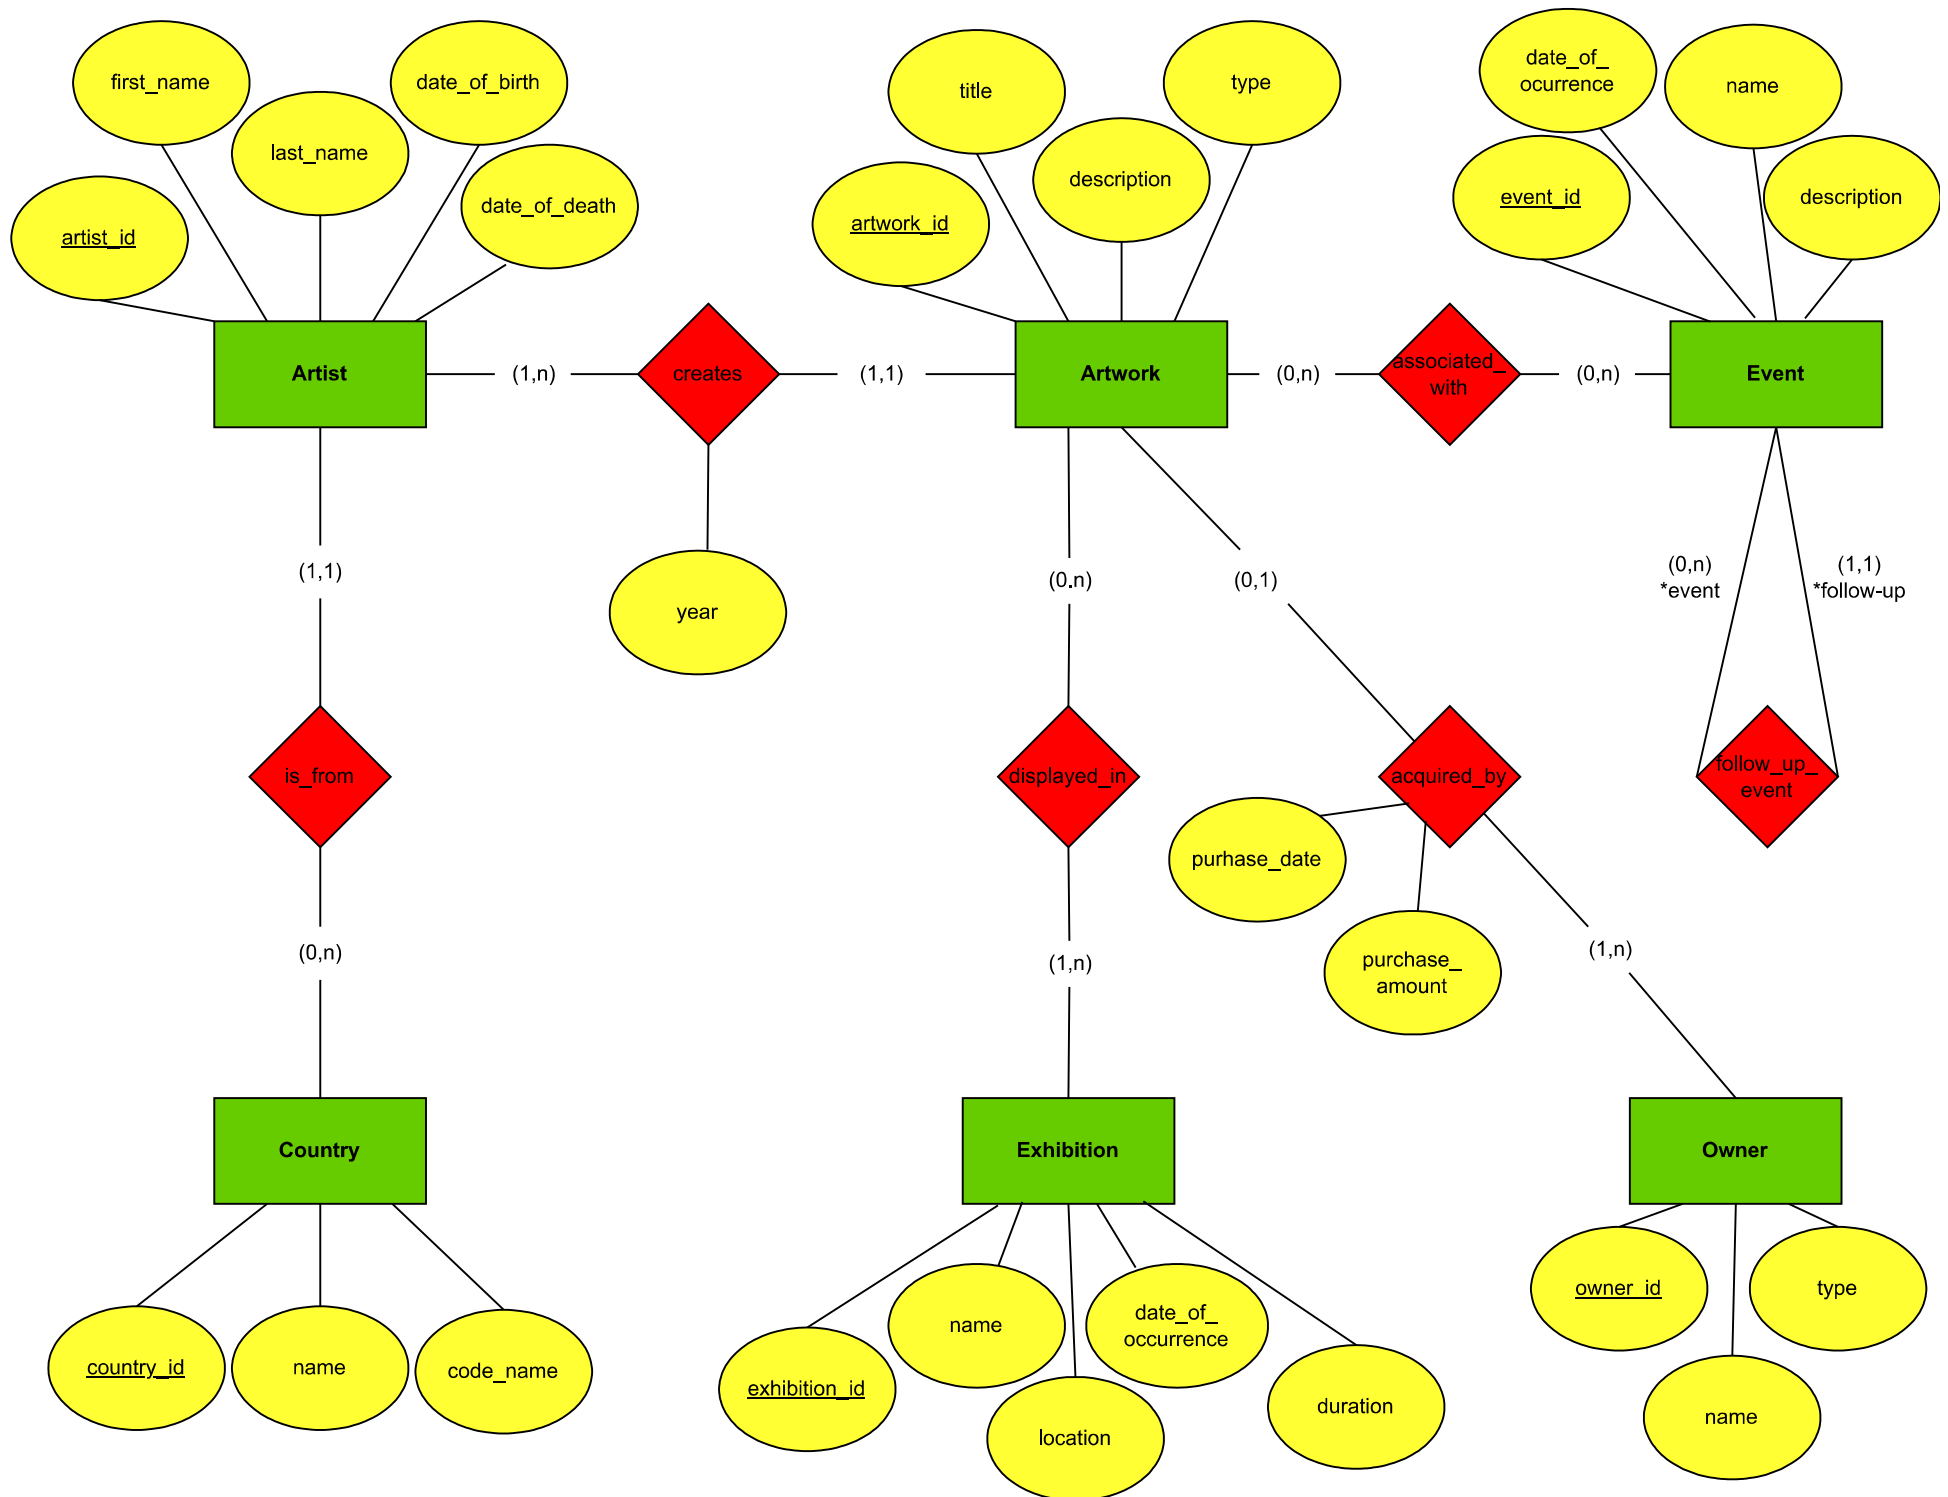 first_name
date_of_birth
last_name
date_of_death
artist_id
title
type
description
artwork_id
date_of_
ocurrence
name
event_id
description
Artist
(1,n)
creates
(1,1)
Artwork
(0,n)
associated_
with
(0,n)
Event
(1,1)
year
(0,n)
(0,1)
(0,n)
*event
(1,1)
*follow-up
is_from
displayed_in
acquired_by
follow_up_
event
purhase_date
purchase_
amount
(0,n)
(1,n)
(1,n)
Country
Exhibition
Owner
country_id
name
code_name
exhibition_id
name
location
date_of_
occurrence
duration
owner_id
name
type